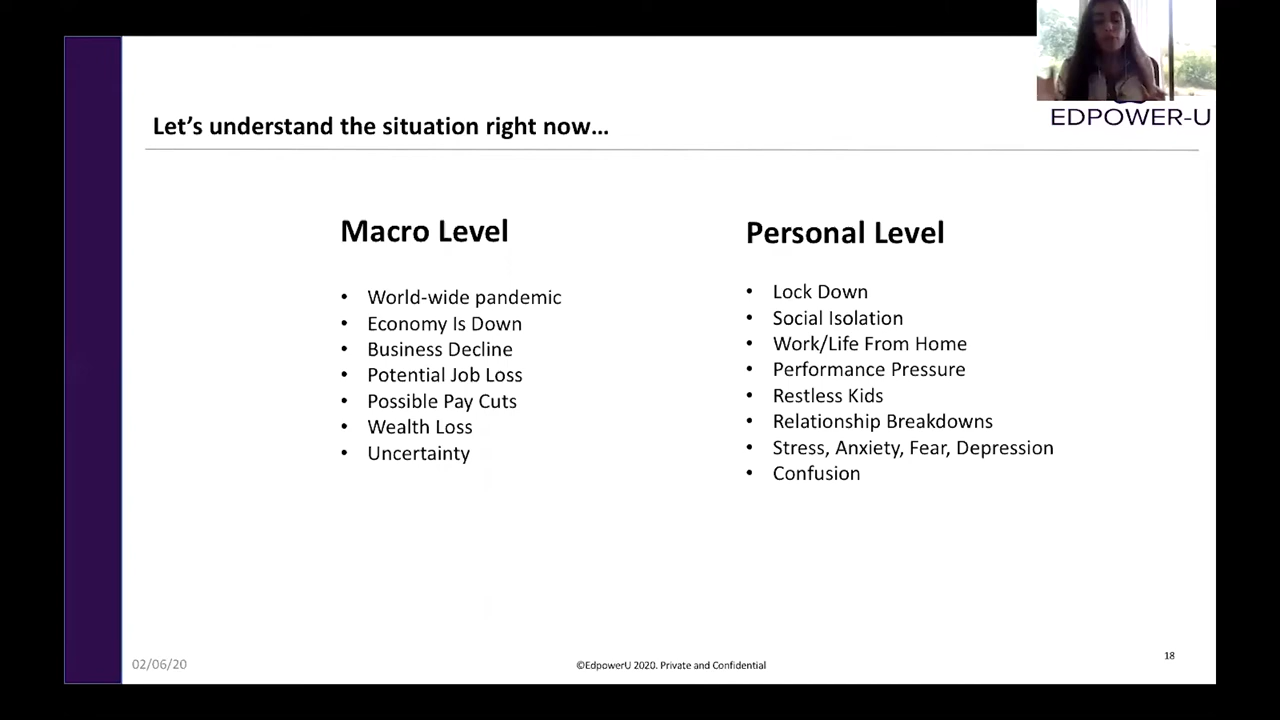 EDPOWER-U
Let's understand the situation right now...
Macro Level
• World-wide pandemic
• Economy Is Down
• Business Decline
• Potential Job Loss
• Possible Pay Cuts
• Wealth Loss
• Uncertainty
Personal Level
• Lock Down
• Social Isolation
• Work/Life From Home
• Performance Pressure
• Restless Kids
• Relationship Breakdowns
• Stress, Anxiety, Fear, Depression
• Confusion
02/06/20
©EdpowerU 2020. Private and Confidential
18